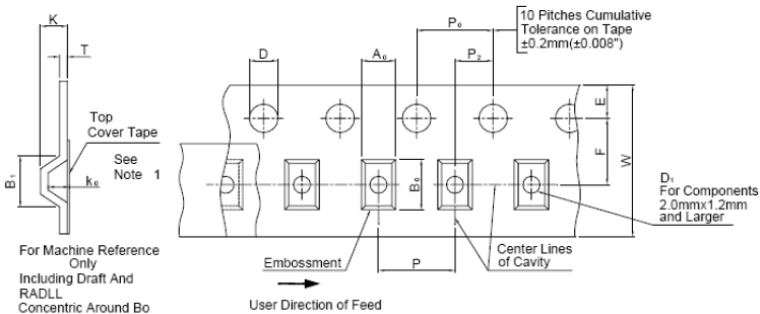 K
T
Top
Cover Tape
See
Note 1
B₁
k₀
For Machine Reference
Only
Including Draft And
RADLL
Concentric Around Bo
D
A₀
P₀
P₂
10 Pitches Cumulative
Tolerance on Tape
±0.2mm(±0.008")
E
F
W
B₀
D₁
For Components
2.0mmx1.2mm
and Larger
Embossment
P
Center Lines
of Cavity
User Direction of Feed